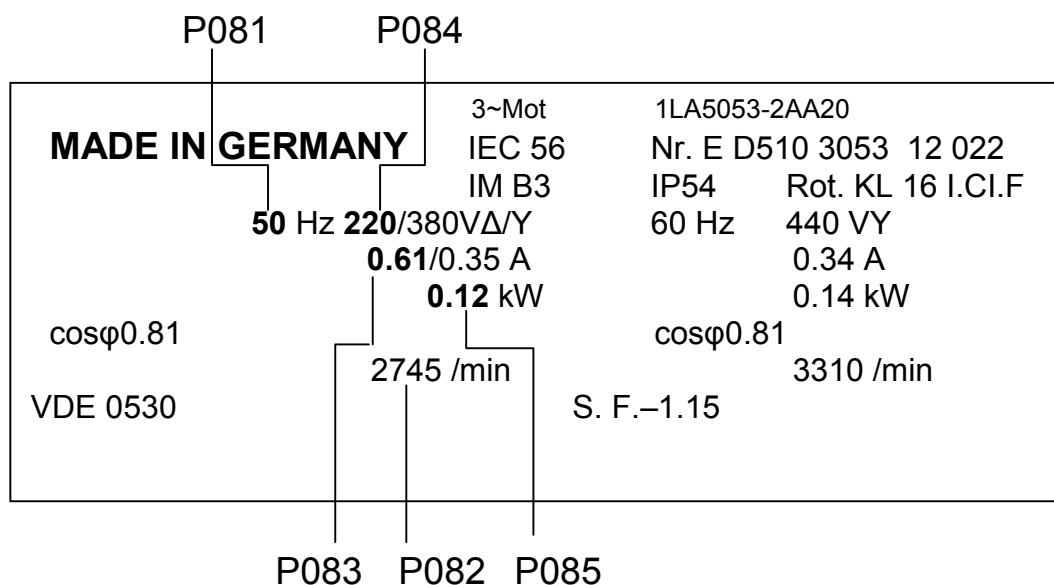 P081 P084
3~Mot 1LA5053-2AA20
MADE IN GERMANY IEC 56 Nr. E D510 3053 12 022
IM B3 IP54 Rot. KL 16 I.CI.F
50 Hz 220/380VΔ/Y 60 Hz 440 VY
0.61/0.35 A 0.34 A
0.12 kW 0.14 kW
cosφ0.81 cosφ0.81
2745 /min 3310 /min
VDE 0530 S. F.–1.15
P083 P082 P085